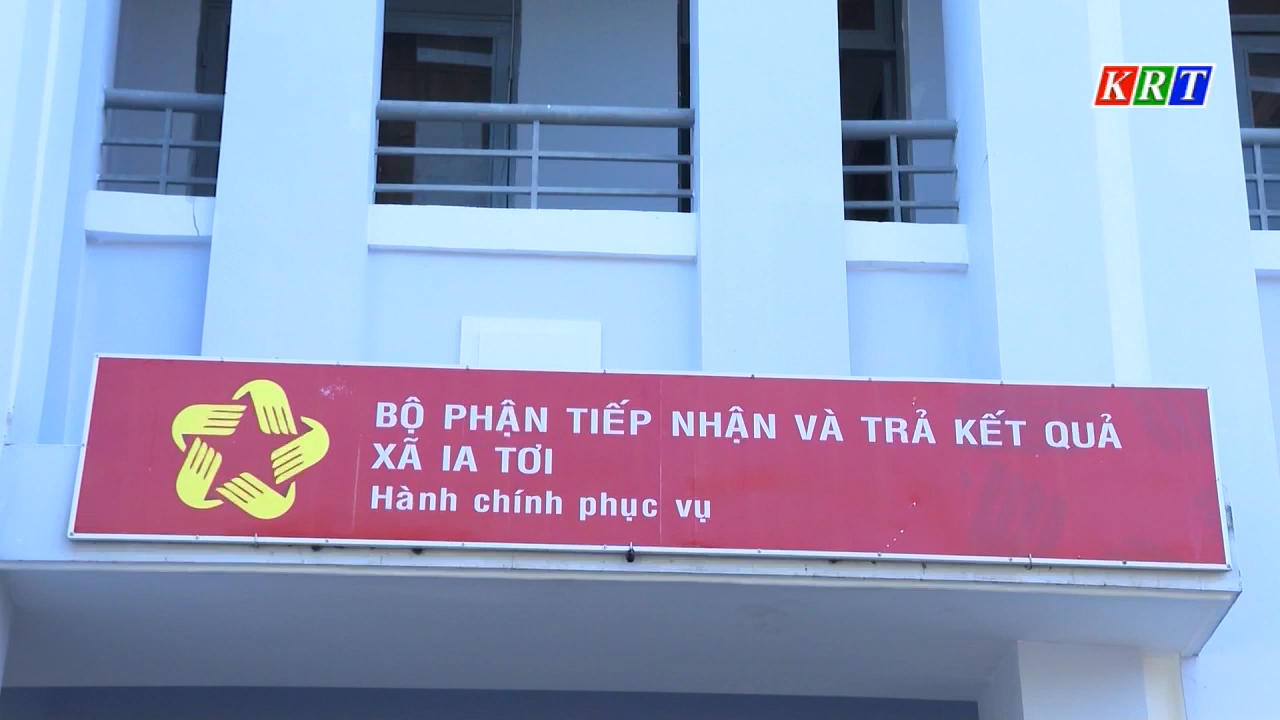 KRT
BỘ PHẬN TIẾP NHẬN VÀ TRẢ KẾT QUẢ
XÃ IA TƠI
Hành chính phục vụ